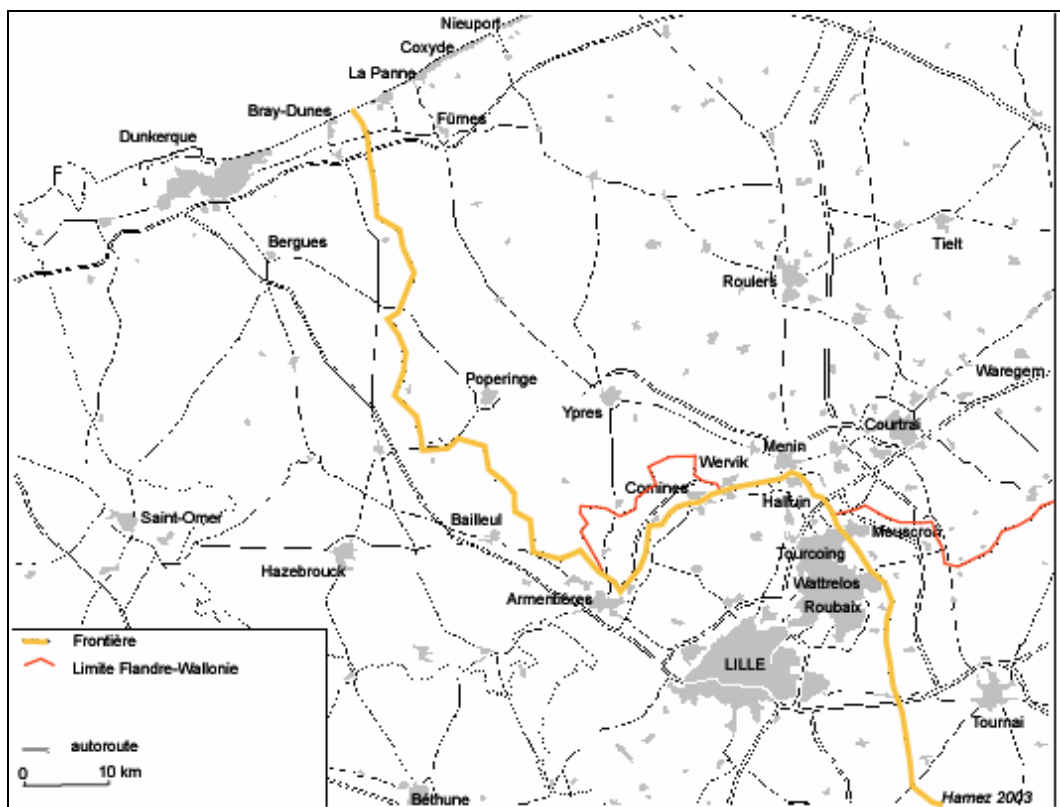 Nieuport
Coxyde
La Panne
Bray-Dunes
Fürnes
Dunkerque
Bergues
Tielt
Roulers
Poperinge
Ypres
Waregem
Courtrai
Menin
Wervik
Comines
Halluin
Saint-Omer
Bailleul
Mouscron
Hazebrouck
Tourcoing
Armentières
Wattrelos
Roubaix
LILLE
Tournai
Béthune
Frontière
Limite Flandre-Wallonie
autoroute
0 10 km
Hamez 2003